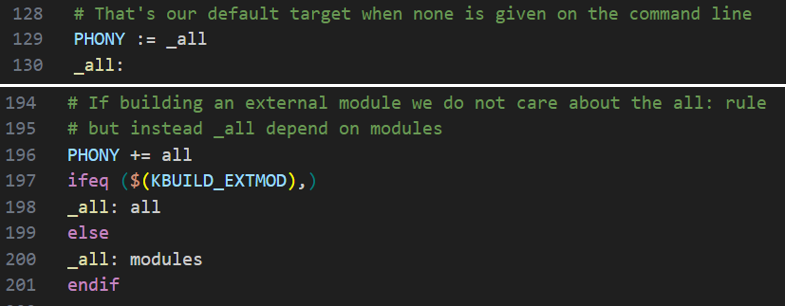 128 # That's our default target when none is given on the command line
129 PHONY := _all
130 _all:
194 # If building an external module we do not care about the all: rule
195 # but instead _all depend on modules
196 PHONY += all
197 ifeq ($(KBUILD_EXTMOD),)
198 _all: all
199 else
200 _all: modules
201 endif